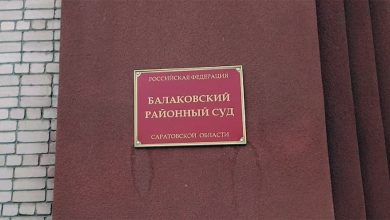 РОССИЙСКАЯ ФЕДЕРАЦИЯ
БАЛАКОВСКИЙ
РАЙОННЫЙ СУД
САРАТОВСКОЙ ОБЛАСТИ